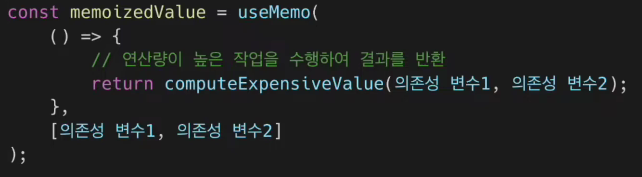 const memoizedValue = useMemo(
    () => {
        // 연산량이 높은 작업을 수행하여 결과를 반환
        return computeExpensiveValue(의존성 변수1, 의존성 변수2);
    },
    [의존성 변수1, 의존성 변수2]
);